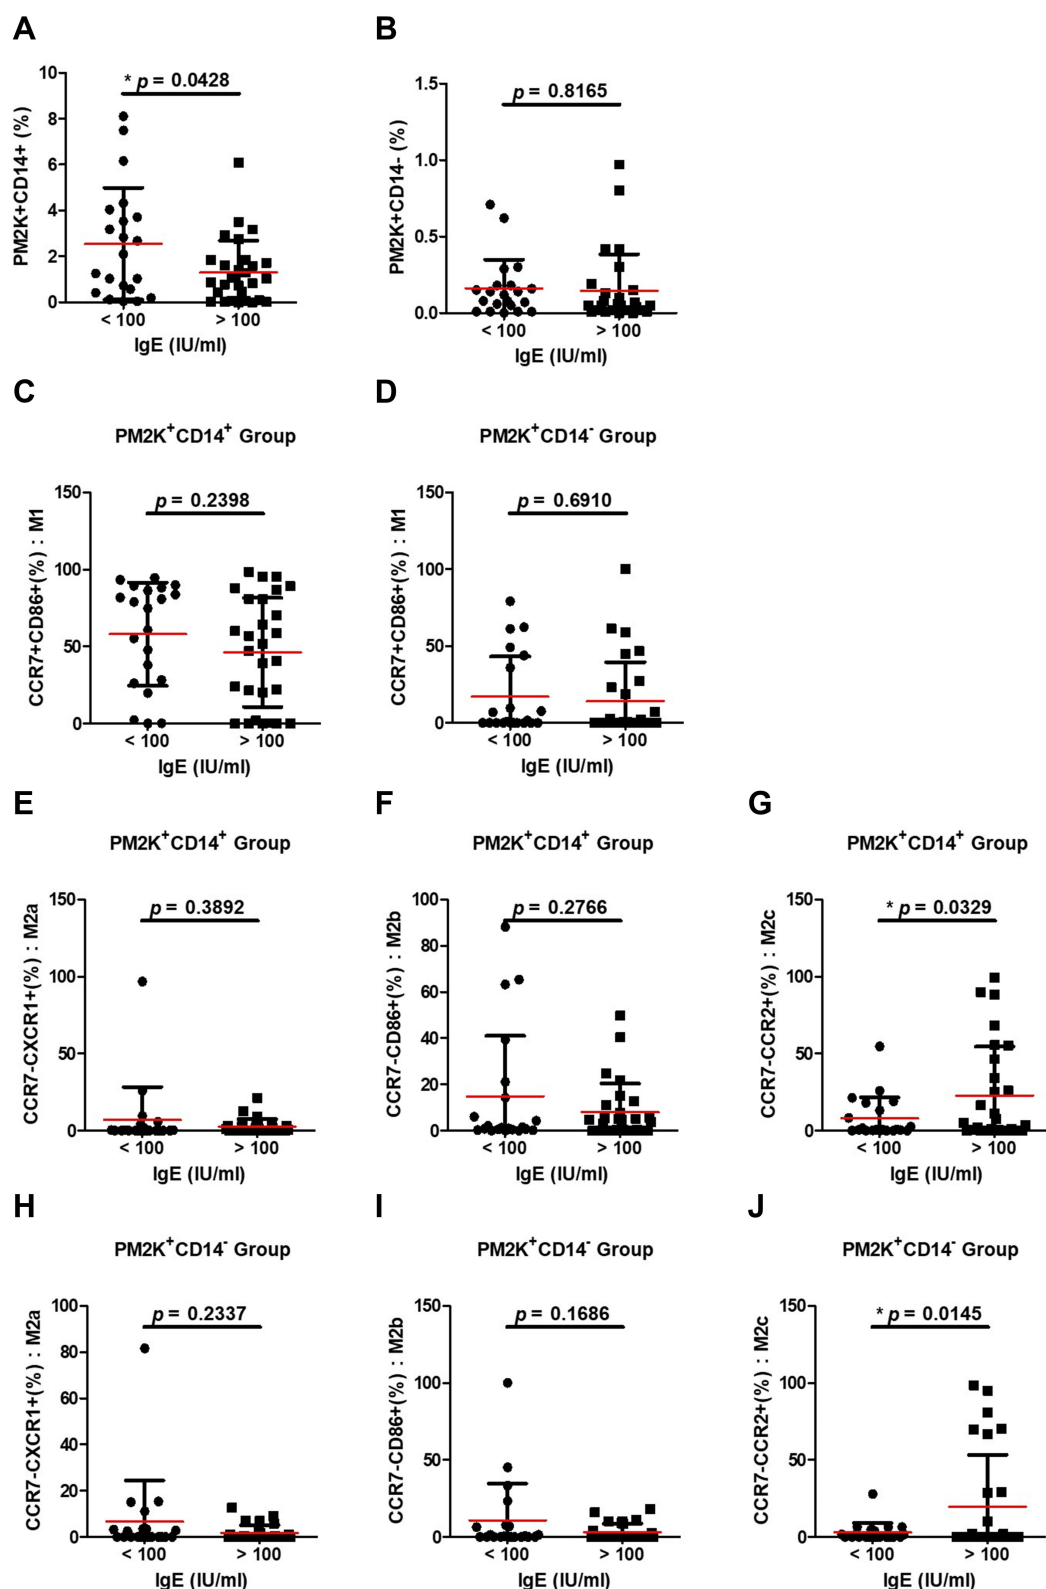 A
B
* p = 0.0428
PM2K+CD14+ (%)
10
8
6
4
2
0
< 100
> 100
IgE (IU/ml)
p = 0.8165
PM2K+CD14- (%)
1.5
1.0
0.5
0.0
< 100
> 100
IgE (IU/ml)
C
D
PM2K+CD14+ Group
p = 0.2398
CCR7+CD86+(%) : M1
150
100
50
0
< 100
> 100
IgE (IU/ml)
PM2K+CD14- Group
p = 0.6910
CCR7+CD86+(%) : M1
150
100
50
0
< 100
> 100
IgE (IU/ml)
E
F
G
PM2K+CD14+ Group
p = 0.3892
CCR7-CXCR1+(%) : M2a
150
100
50
0
< 100
> 100
IgE (IU/ml)
PM2K+CD14+ Group
p = 0.2766
CCR7-CD86+(%) : M2b
100
80
60
40
20
0
< 100
> 100
IgE (IU/ml)
PM2K+CD14+ Group
* p = 0.0329
CCR7-CCR2+(%) : M2c
150
100
50
0
< 100
> 100
IgE (IU/ml)
H
I
J
PM2K+CD14- Group
p = 0.2337
CCR7-CXCR1+(%) : M2a
100
80
60
40
20
0
< 100
> 100
IgE (IU/ml)
PM2K+CD14- Group
p = 0.1686
CCR7-CD86+(%) : M2b
150
100
50
0
< 100
> 100
IgE (IU/ml)
PM2K+CD14- Group
* p = 0.0145
CCR7-CCR2+(%) : M2c
150
100
50
0
< 100
> 100
IgE (IU/ml)